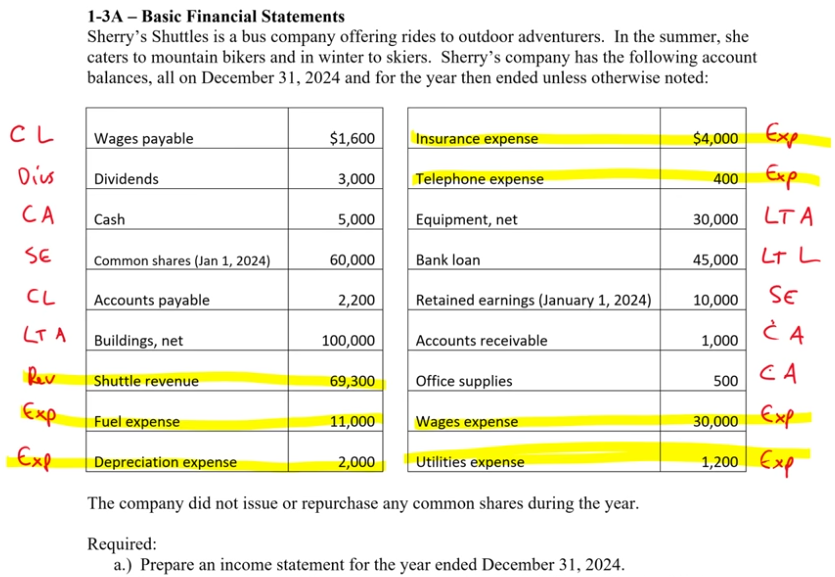 1-3A – Basic Financial Statements
Sherry's Shuttles is a bus company offering rides to outdoor adventurers. In the summer, she
caters to mountain bikers and in winter to skiers. Sherry's company has the following account
balances, all on December 31, 2024 and for the year then ended unless otherwise noted:
CL Wages payable $1,600 Insurance expense $4,000 Exp
Divs Dividends 3,000 Telephone expense 400 Exp
CA Cash 5,000 Equipment, net 30,000 LTA
SE Common shares (Jan 1, 2024) 60,000 Bank loan 45,000 LT L
CL Accounts payable 2,200 Retained earnings (January 1, 2024) 10,000 SE
LT A Buildings, net 100,000 Accounts receivable 1,000 CA
Rev Shuttle revenue 69,300 Office supplies 500 CA
Exp Fuel expense 11,000 Wages expense 30,000 Exp
Exp Depreciation expense 2,000 Utilities expense 1,200 Exp
The company did not issue or repurchase any common shares during the year.
Required:
a.) Prepare an income statement for the year ended December 31, 2024.